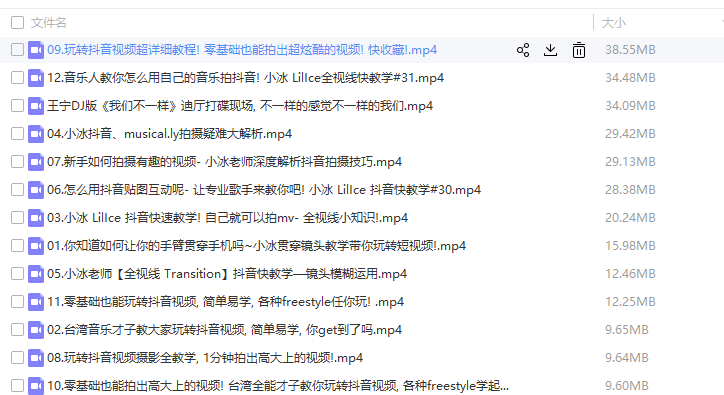 文件名 大小
09.玩转抖音视频超详细教程! 零基础也能拍出超炫酷的视频! 快收藏!.mp4 38.55MB
12.音乐人教你怎么用自己的音乐拍抖音! 小冰 LilIce全视线快教学#31.mp4 34.48MB
王宁DJ版《我们不一样》迪厅打碟现场, 不一样的感觉不一样的我们.mp4 34.09MB
04.小冰抖音、musical.ly拍摄疑难大解析.mp4 29.42MB
07.新手如何拍摄有趣的视频- 小冰老师深度解析抖音拍摄技巧.mp4 29.13MB
06.怎么用抖音贴图互动呢- 让专业歌手来教你吧! 小冰 LilIce 抖音快教学#30.mp4 28.38MB
03.小冰 LilIce 抖音快速教学! 自己就可以拍mv- 全视线小知识!.mp4 20.24MB
01.你知道如何让你的手臂贯穿手机吗~小冰贯穿镜头教学带你玩转短视频!.mp4 15.98MB
05.小冰老师【全视线 Transition】抖音快教学—镜头模糊运用.mp4 12.46MB
11.零基础也能玩转抖音视频, 简单易学, 各种freestyle任你玩! .mp4 12.25MB
02.台湾音乐才子教大家玩转抖音视频, 简单易学, 你get到了吗.mp4 9.65MB
08.玩转抖音视频摄影全教学, 1分钟拍出高大上的视频!.mp4 9.64MB
10.零基础也能拍出高大上的视频! 台湾全能才子教你玩转抖音视频, 各种freestyle学起... 9.60MB